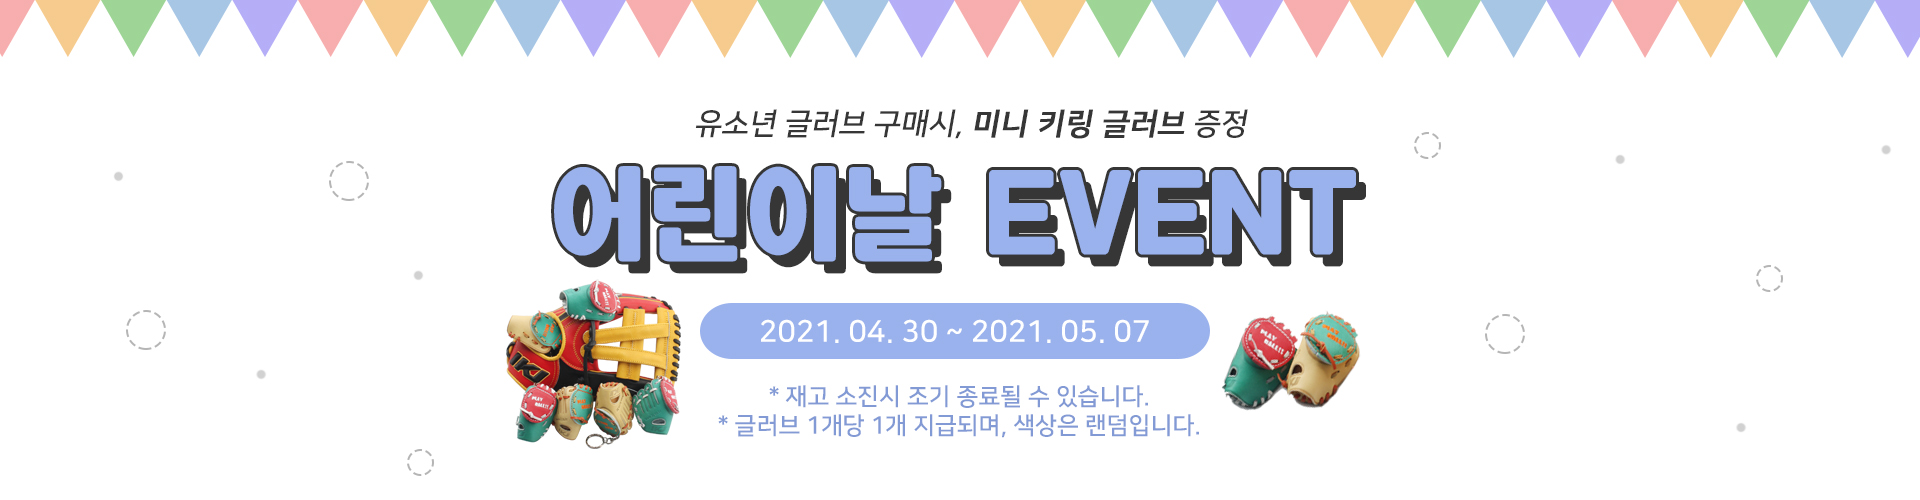 유소년 글러브 구매시, 미니 키링 글러브 증정
어린이날 EVENT
2021. 04. 30 ~ 2021. 05. 07
* 재고 소진시 조기 종료될 수 있습니다.
* 글러브 1개당 1개 지급되며, 색상은 랜덤입니다.